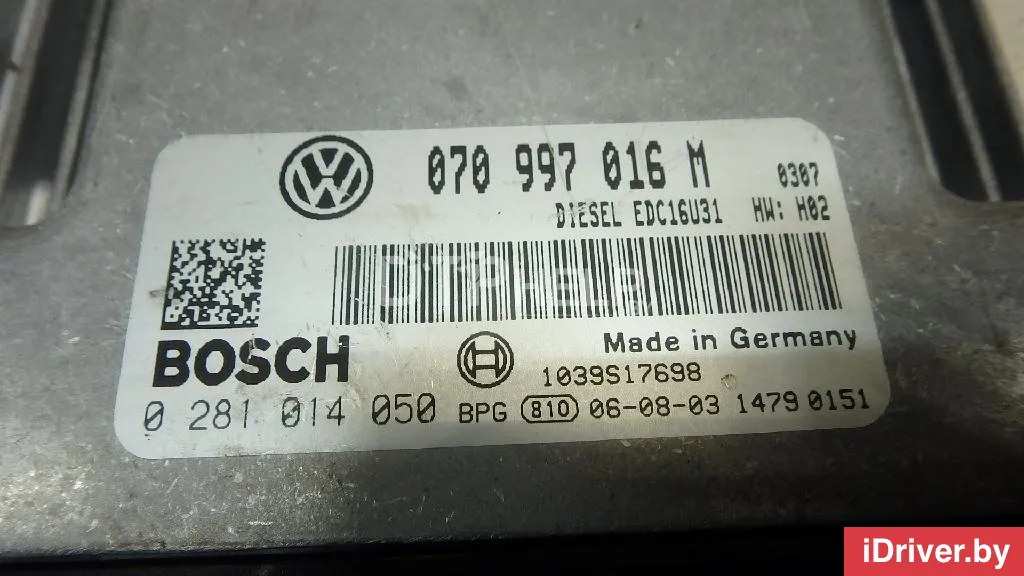 070 997 016 M 0307
DIESEL EDC16U31 HW: H02
BOSCH
Made in Germany
1039S17698
0 281 014 050 BPG 810 06-08-03 1479 0151
iDriver.by